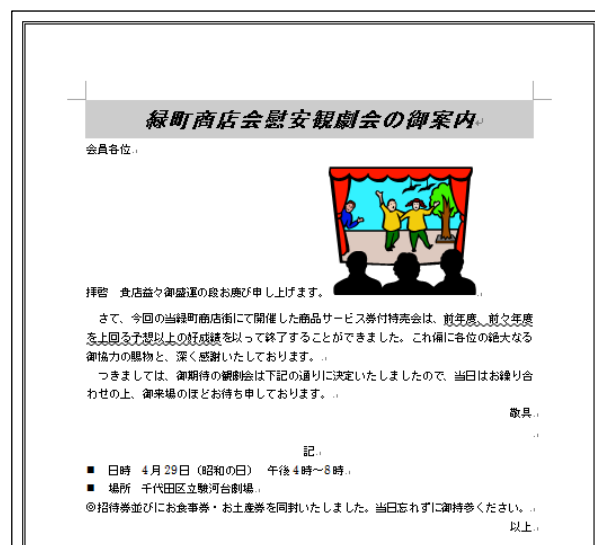 緑町商店会慰安観劇会の御案内
会員各位
拝啓　貴店益々御盛運の段お慶び申し上げます。
さて、今回の当緑町商店街にて開催した商品サービス券付特売会は、前年度、前々年度
を上回る予想以上の好成績を以って終了することができました。これ偏に各位の絶大なる
御協力の賜物と、深く感謝いたしております。
つきましては、御期待の観劇会は下記の通りに決定いたしましたので、当日はお繰り合
わせの上、御来場のほどお待ち申しております。
敬具
記
■　日時　4月29日（昭和の日）　午後4時～8時
■　場所　千代田区立駿河台劇場
◎招待券並びにお食事券・お土産券を同封いたしました。当日忘れずに御持参ください。
以上